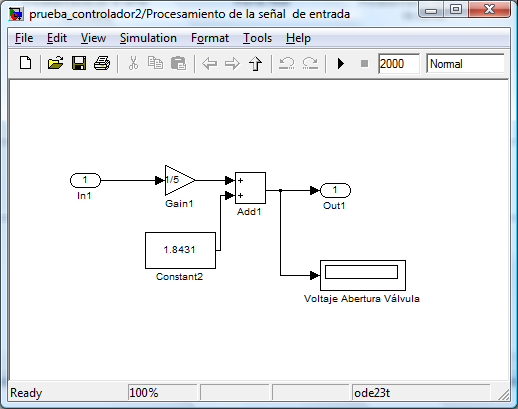 prueba_controlador2/Procesamiento de la señal  de entrada
File Edit View Simulation Format Tools Help
2000 Normal
1
In1
1/5
Gain1
+
+
Add1
1
Out1
1.8431
Constant2
Voltaje Abertura Válvula
Ready 100% ode23t